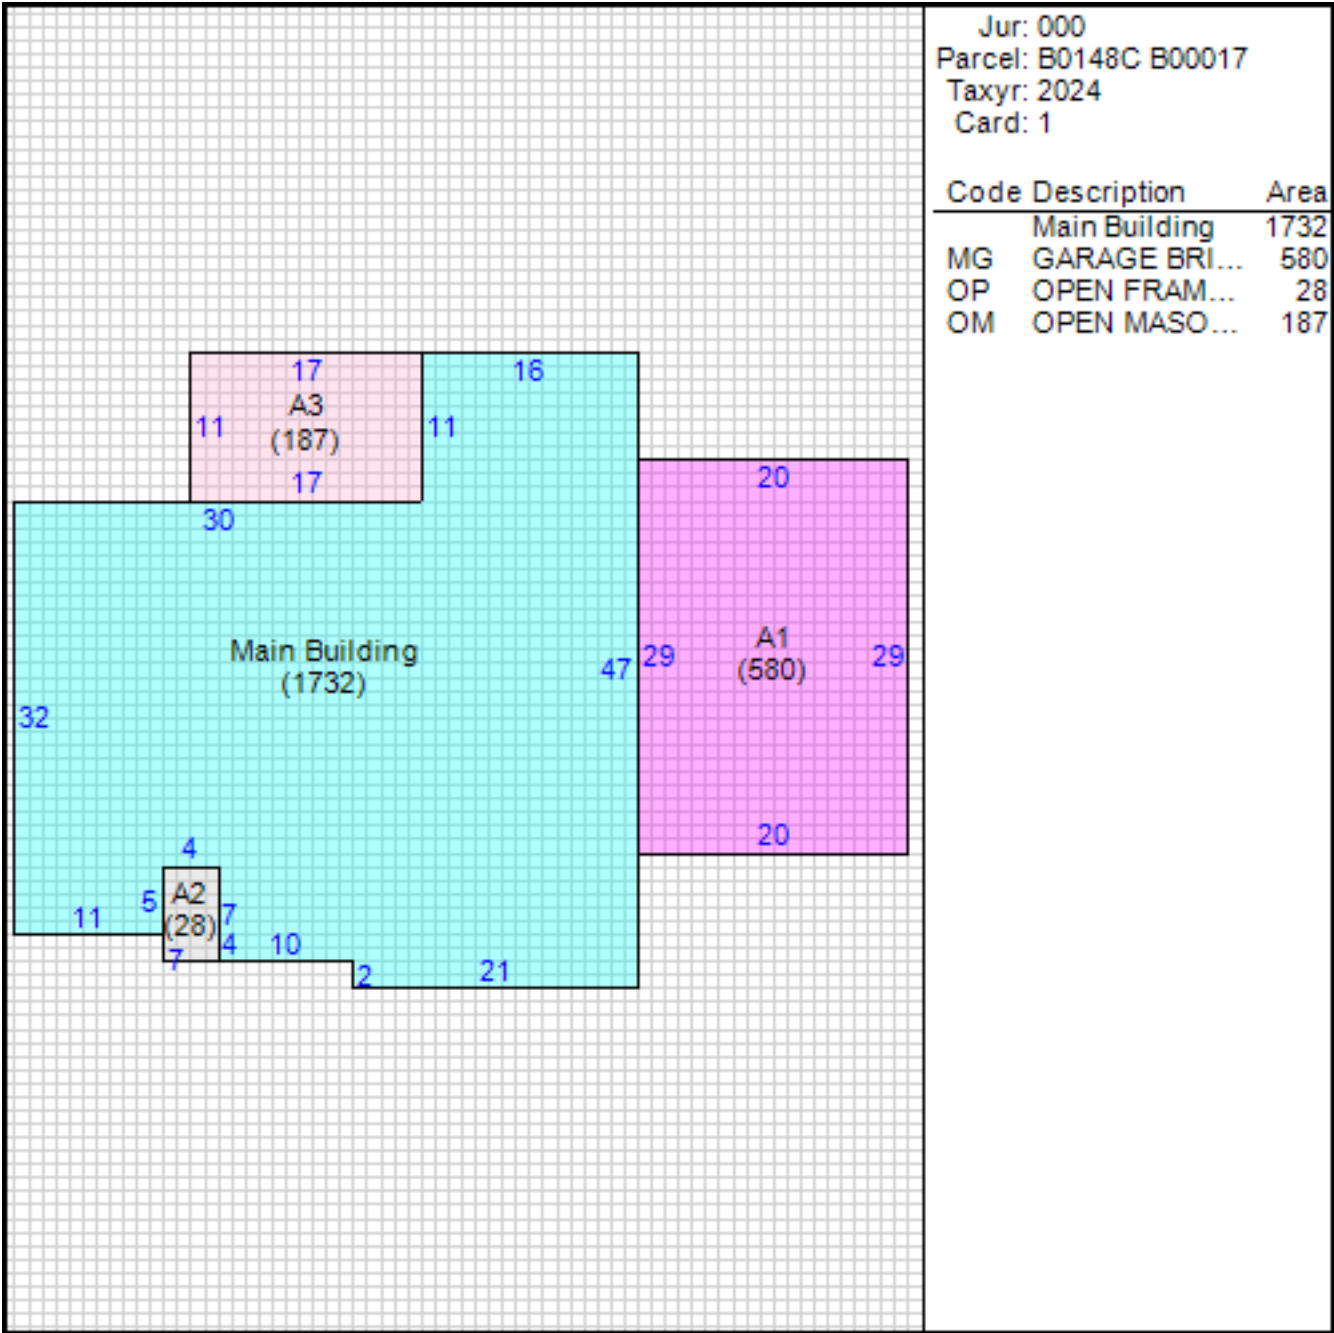 Jur: 000
Parcel: B0148C B00017
Taxyr: 2024
Card: 1
Code Description Area
Main Building 1732
MG GARAGE BRI... 580
OP OPEN FRAM... 28
OM OPEN MASO... 187
17
16
A3
11
(187)
11
17
30
20
Main Building
(1732)
47
29
A1
(580)
29
32
20
4
5
A2
(28)
7
11
4
10
7
2
21